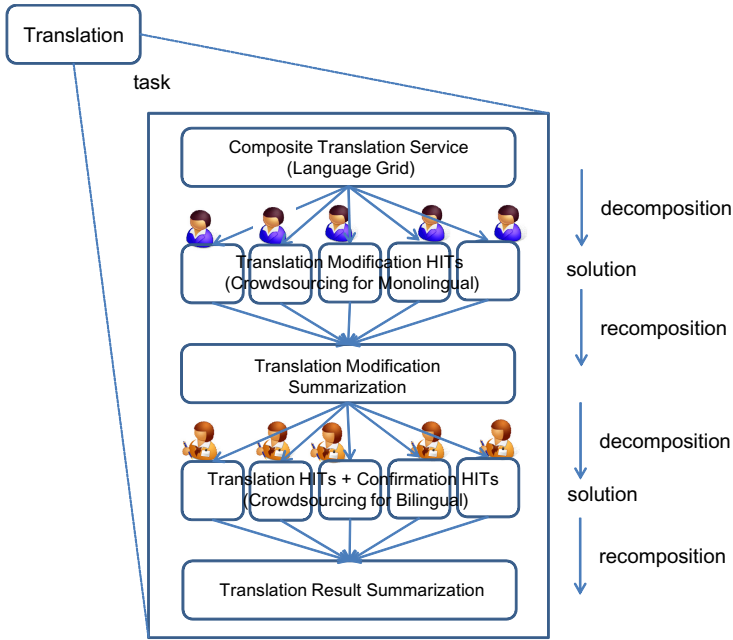 Translation
task
Composite Translation Service
(Language Grid)
decomposition
Translation Modification HITs
(Crowdsourcing for Monolingual)
solution
recomposition
Translation Modification
Summarization
decomposition
Translation HITs + Confirmation HITs
(Crowdsourcing for Bilingual)
solution
recomposition
Translation Result Summarization